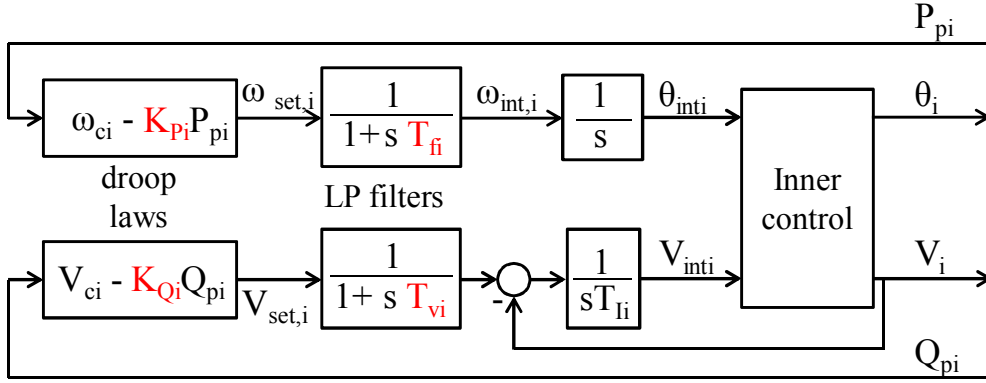 P_pi
ω_ci - K_Pi P_pi
ω_set,i
1
1+ s T_fi
ω_int,i
1
s
θ_inti
θ_i
droop
laws
LP filters
Inner
control
V_ci - K_Qi Q_pi
V_set,i
1
1+ s T_vi
-
1
sT_Ii
V_inti
V_i
Q_pi